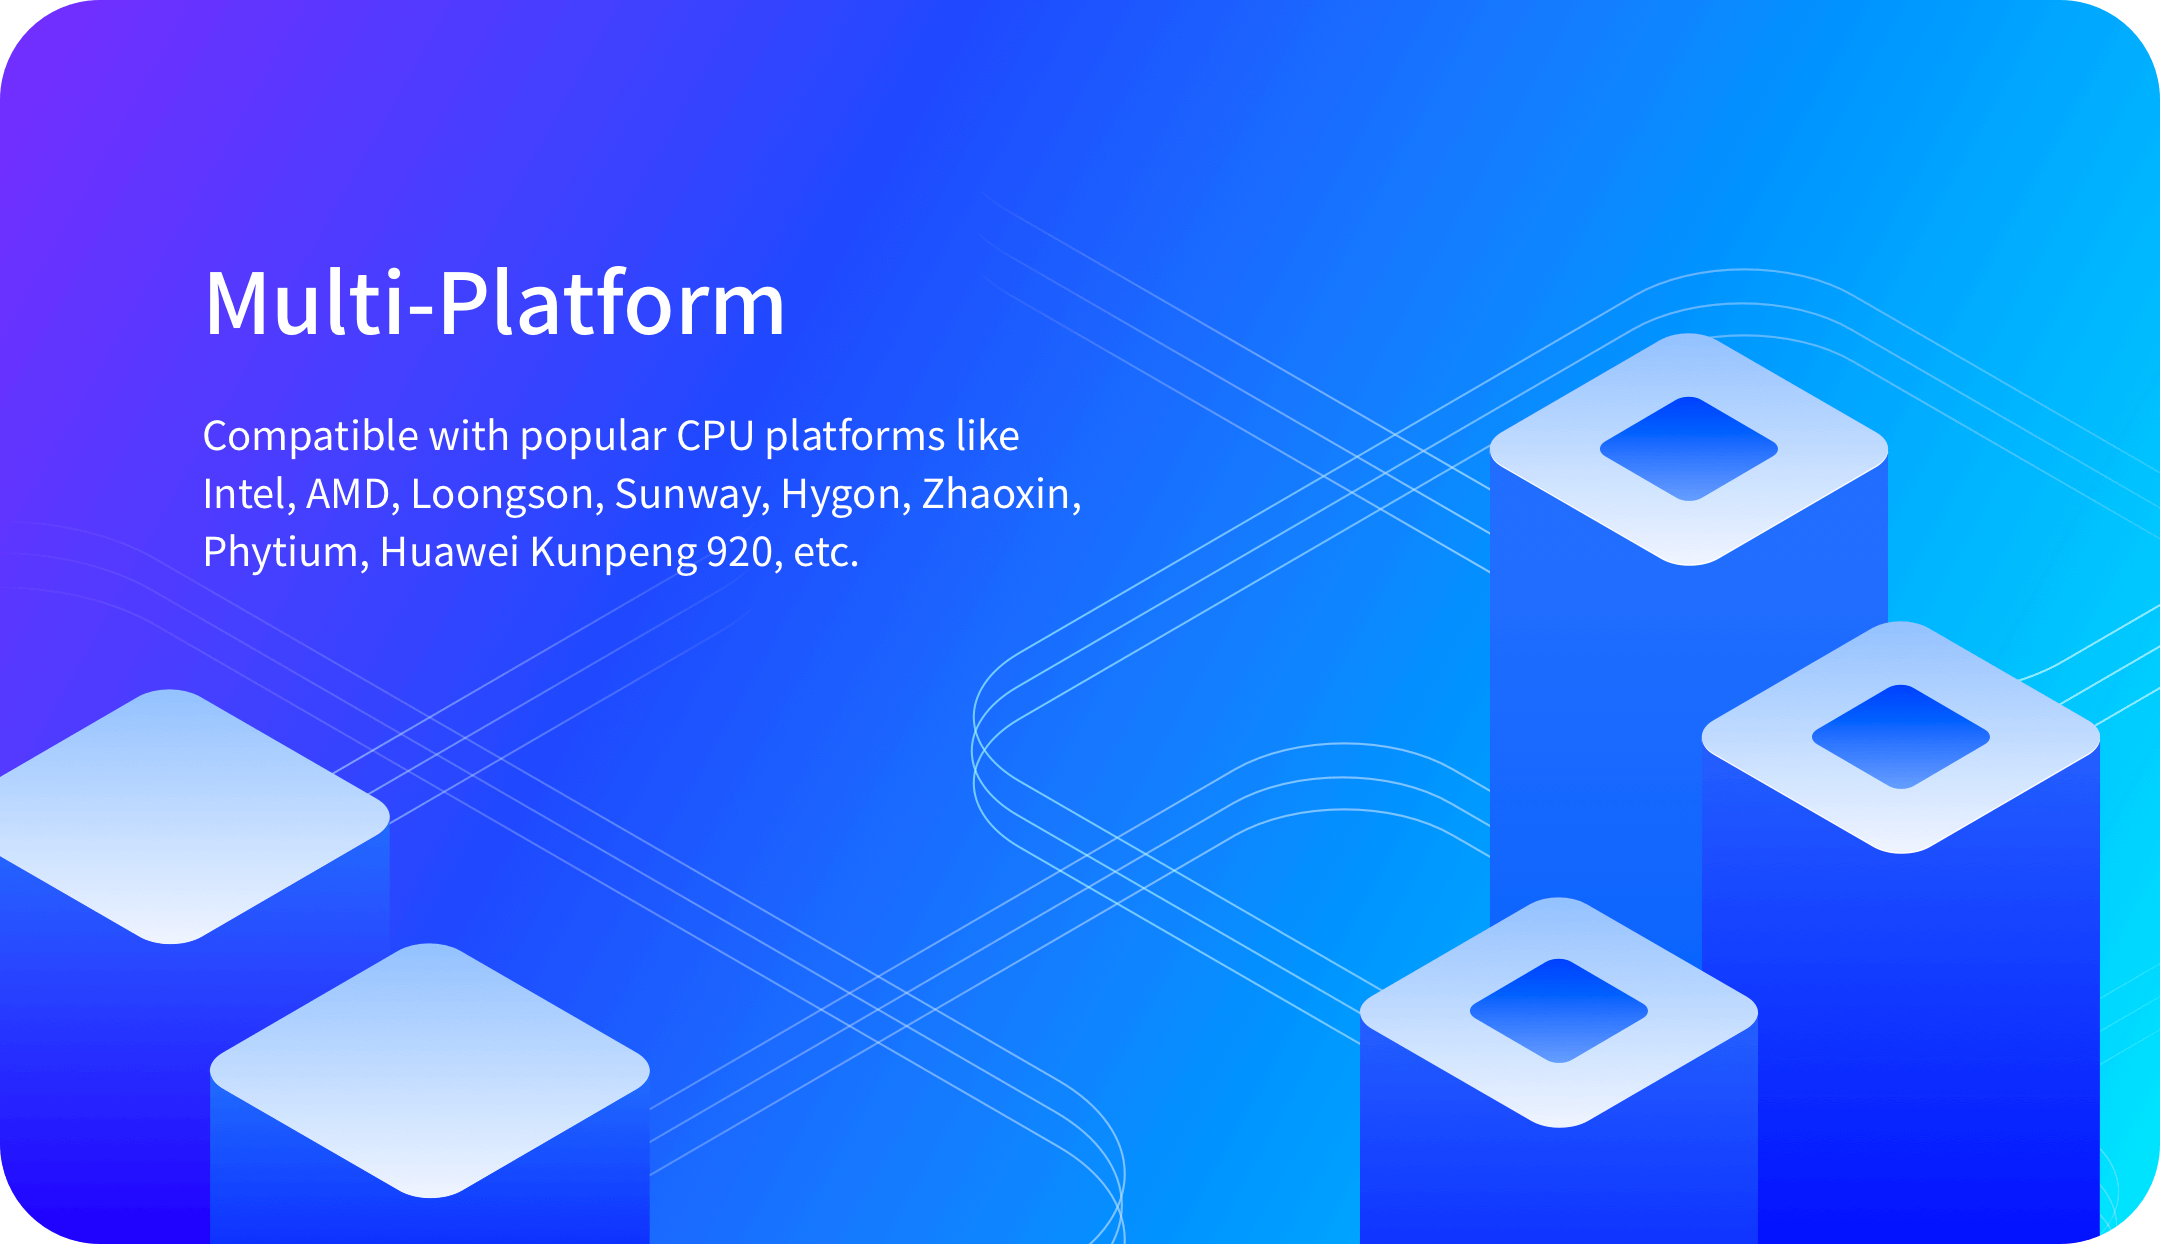 Multi-Platform
Compatible with popular CPU platforms like
Intel, AMD, Loongson, Sunway, Hygon, Zhaoxin,
Phytium, Huawei Kunpeng 920, etc.